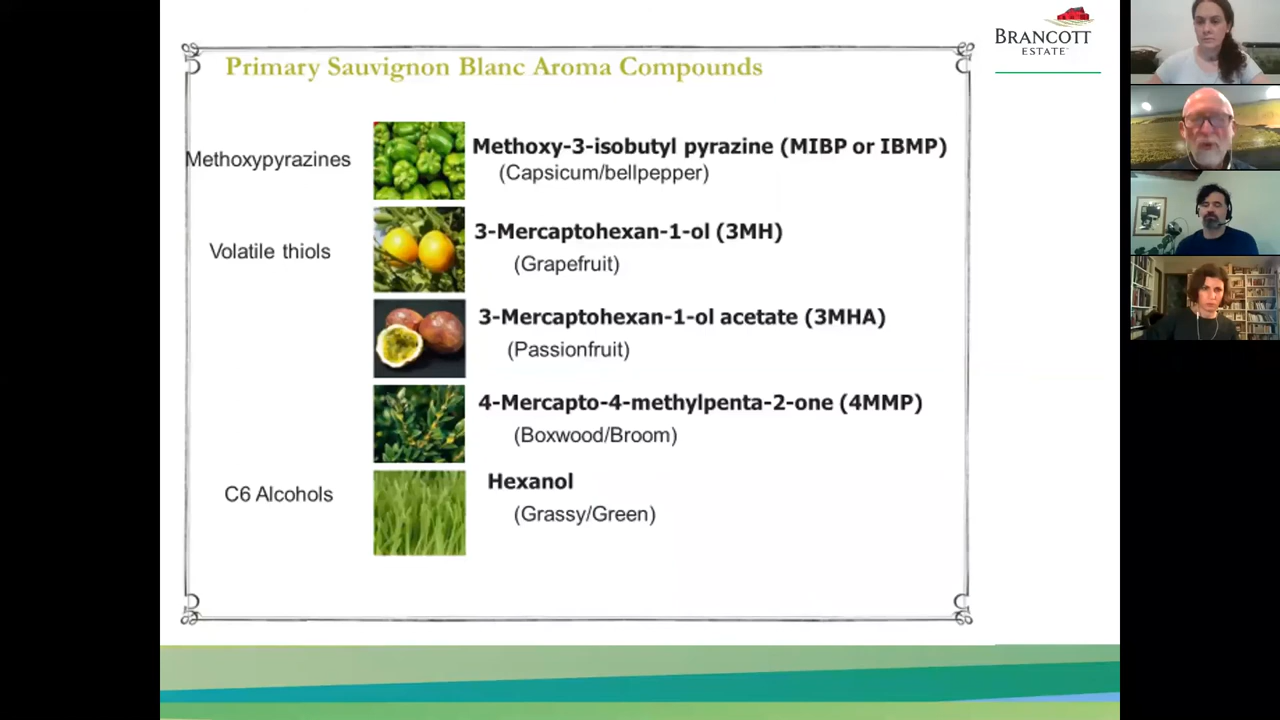 BRANCOTT
ESTATE
Primary Sauvignon Blanc Aroma Compounds
Methoxypyrazines
Methoxy-3-isobutyl pyrazine (MIBP or IBMP)
(Capsicum/bellpepper)
Volatile thiols
3-Mercaptohexan-1-ol (3MH)
(Grapefruit)
3-Mercaptohexan-1-ol acetate (3MHA)
(Passionfruit)
4-Mercapto-4-methylpenta-2-one (4MMP)
(Boxwood/Broom)
C6 Alcohols
Hexanol
(Grassy/Green)